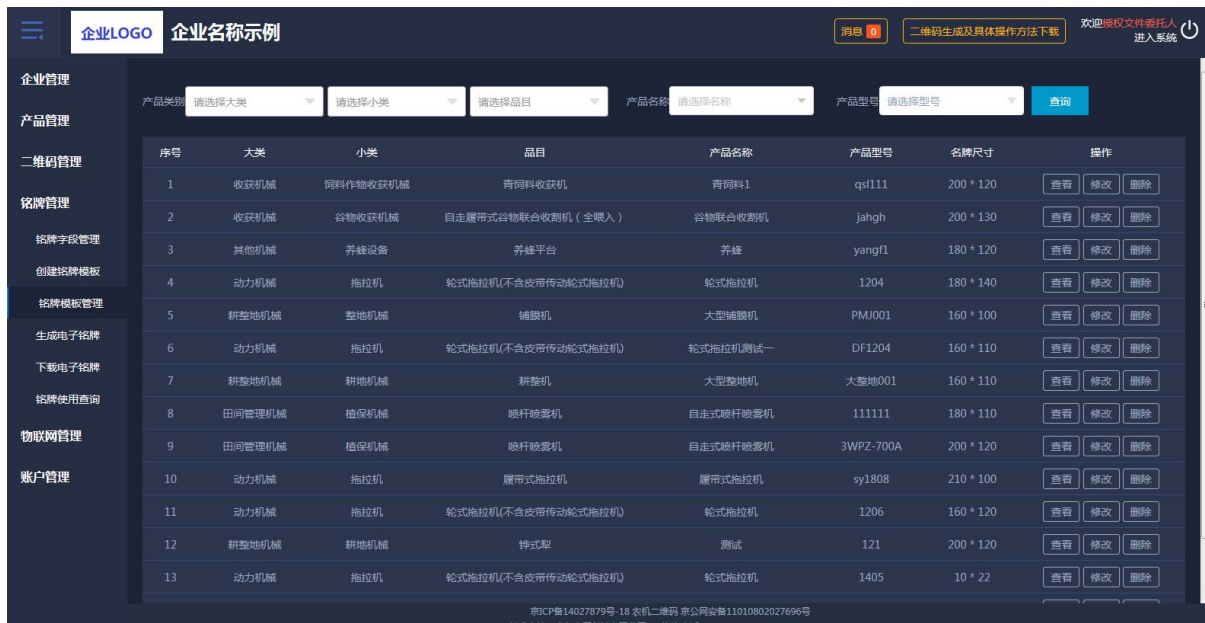 企业LOGO 企业名称示例 消息 0 二维码生成及具体操作方法下载 欢迎授权文件委托人
进入系统
企业管理
产品管理
二维码管理
铭牌管理
铭牌字段管理
创建铭牌模板
铭牌模板管理
生成电子铭牌
下载电子铭牌
铭牌使用查询
物联网管理
账户管理
产品类别 请选择大类 请选择小类 请选择品目 产品名称 请选择名称 产品型号 请选择型号 查询
序号 大类 小类 品目 产品名称 产品型号 名牌尺寸 操作
1 收获机械 饲料作物收获机械 青饲料收获机 青饲料1 qsl111 200 * 120 查看 修改 删除
2 收获机械 谷物收获机械 自走履带式谷物联合收割机（全喂入） 谷物联合收割机 jahgh 200 * 130 查看 修改 删除
3 其他机械 养蜂设备 养蜂平台 养蜂 yangf1 180 * 120 查看 修改 删除
4 动力机械 拖拉机 轮式拖拉机(不含皮带传动轮式拖拉机) 轮式拖拉机 1204 180 * 140 查看 修改 删除
5 耕整地机械 整地机械 铺膜机 大型铺膜机 PMJ001 160 * 100 查看 修改 删除
6 动力机械 拖拉机 轮式拖拉机(不含皮带传动轮式拖拉机) 轮式拖拉机测试一 DF1204 160 * 110 查看 修改 删除
7 耕整地机械 耕地机械 耕整机 大型整地机 大整地001 160 * 110 查看 修改 删除
8 田间管理机械 植保机械 喷杆喷雾机 自走式喷杆喷雾机 111111 180 * 110 查看 修改 删除
9 田间管理机械 植保机械 喷杆喷雾机 自走式喷杆喷雾机 3WPZ-700A 200 * 120 查看 修改 删除
10 动力机械 拖拉机 履带式拖拉机 履带式拖拉机 sy1808 210 * 100 查看 修改 删除
11 动力机械 拖拉机 轮式拖拉机(不含皮带传动轮式拖拉机) 轮式拖拉机 1206 160 * 120 查看 修改 删除
12 耕整地机械 耕地机械 铧式犁 测试 121 200 * 120 查看 修改 删除
13 动力机械 拖拉机 轮式拖拉机(不含皮带传动轮式拖拉机) 轮式拖拉机 1405 10 * 22 查看 修改 删除
京ICP备14027879号-18 农机二维码 京公网安备11010802027696号